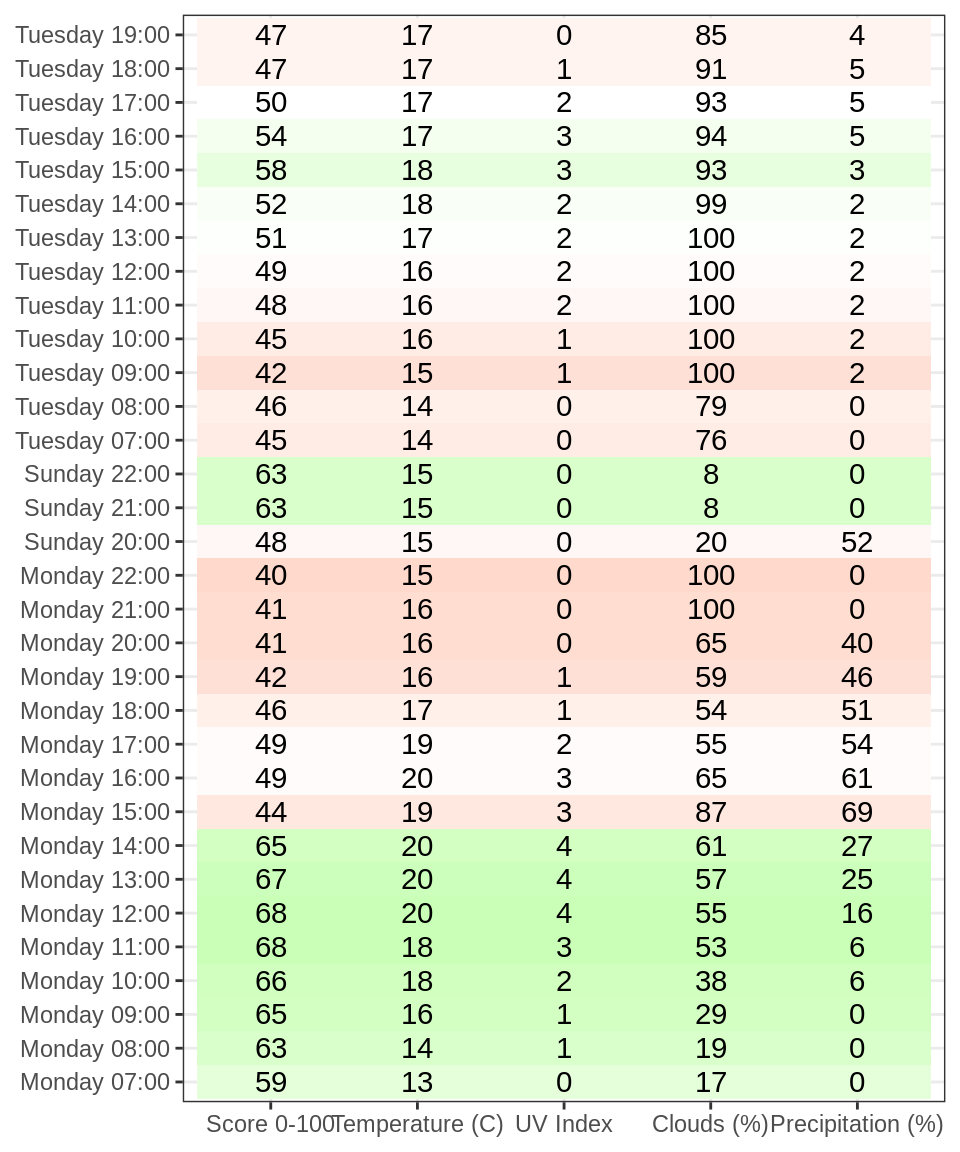 Tuesday 19:00 47 17 0 85 4
Tuesday 18:00 47 17 1 91 5
Tuesday 17:00 50 17 2 93 5
Tuesday 16:00 54 17 3 94 5
Tuesday 15:00 58 18 3 93 3
Tuesday 14:00 52 18 2 99 2
Tuesday 13:00 51 17 2 100 2
Tuesday 12:00 49 16 2 100 2
Tuesday 11:00 48 16 2 100 2
Tuesday 10:00 45 16 1 100 2
Tuesday 09:00 42 15 1 100 2
Tuesday 08:00 46 14 0 79 0
Tuesday 07:00 45 14 0 76 0
Sunday 22:00 63 15 0 8 0
Sunday 21:00 63 15 0 8 0
Sunday 20:00 48 15 0 20 52
Monday 22:00 40 15 0 100 0
Monday 21:00 41 16 0 100 0
Monday 20:00 41 16 0 65 40
Monday 19:00 42 16 1 59 46
Monday 18:00 46 17 1 54 51
Monday 17:00 49 19 2 55 54
Monday 16:00 49 20 3 65 61
Monday 15:00 44 19 3 87 69
Monday 14:00 65 20 4 61 27
Monday 13:00 67 20 4 57 25
Monday 12:00 68 20 4 55 16
Monday 11:00 68 18 3 53 6
Monday 10:00 66 18 2 38 6
Monday 09:00 65 16 1 29 0
Monday 08:00 63 14 1 19 0
Monday 07:00 59 13 0 17 0
Score 0-100 Temperature (C) UV Index Clouds (%) Precipitation (%)